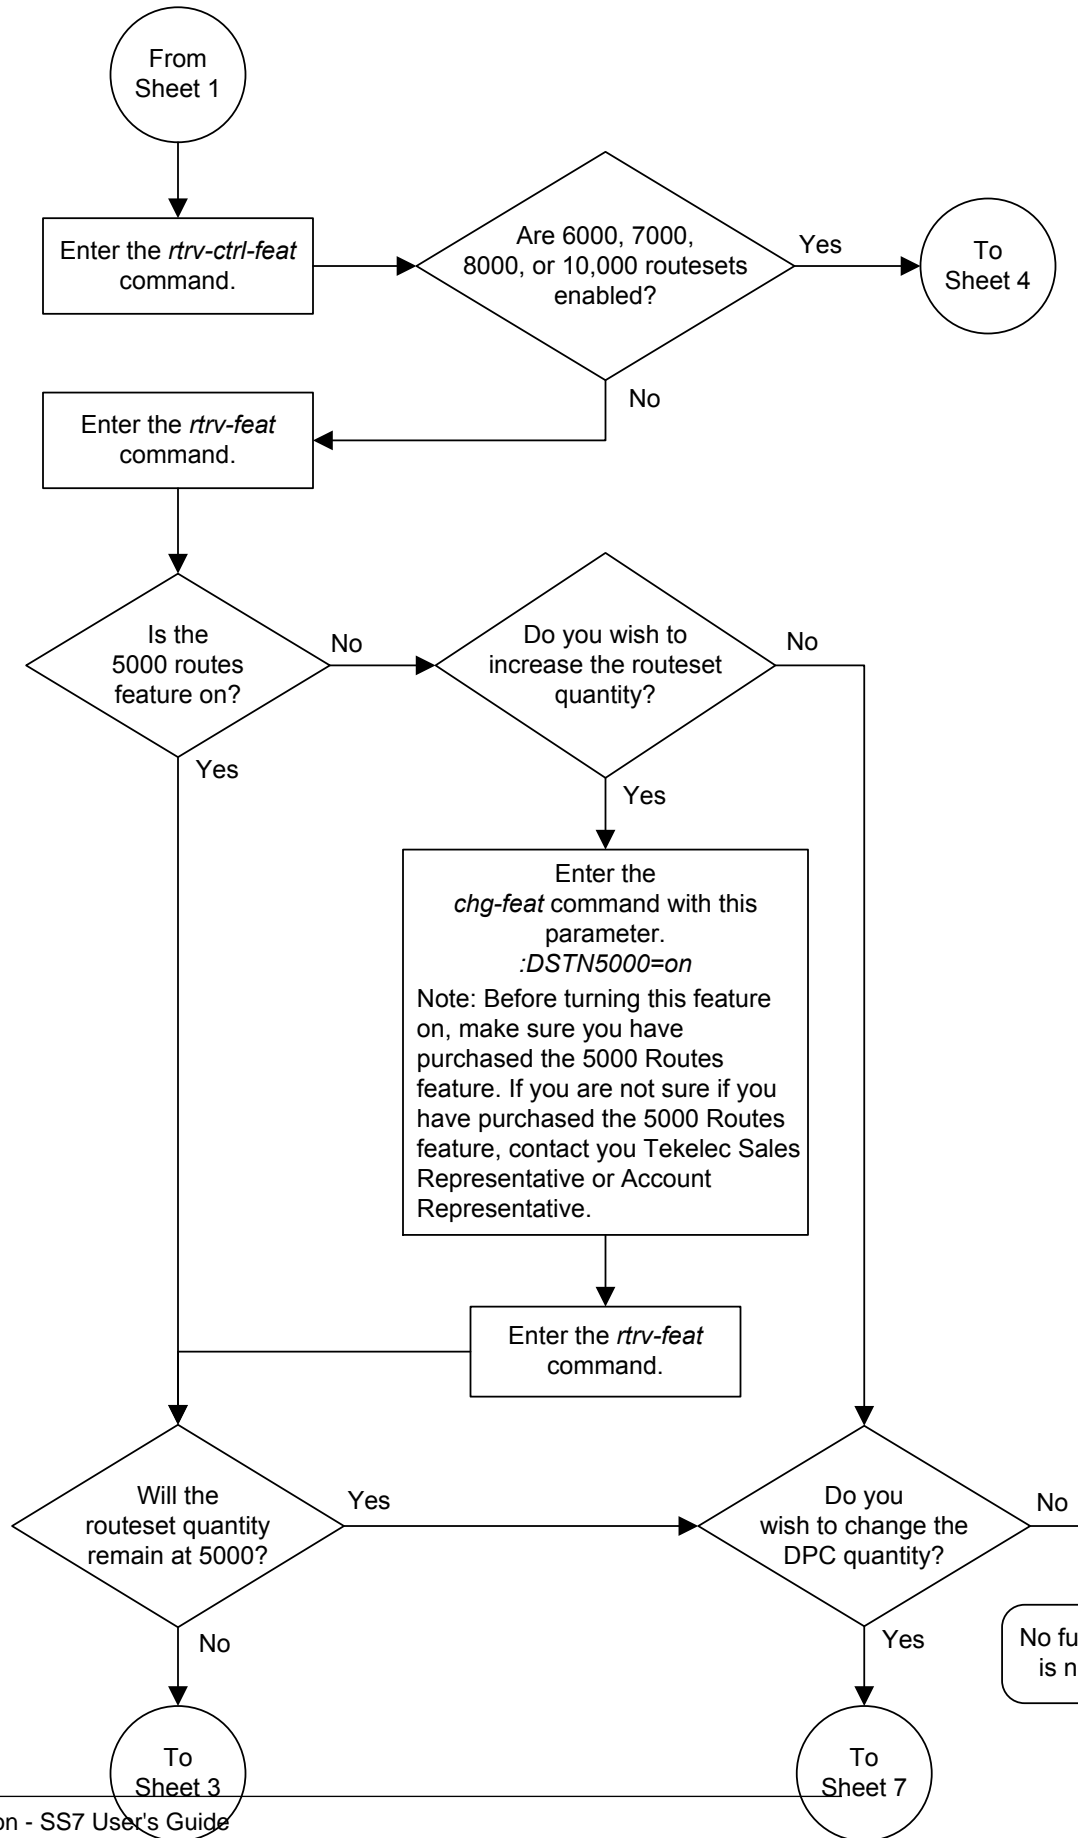 From
Sheet 1
Enter the rtrv-ctrl-feat
command.
Are 6000, 7000,
8000, or 10,000 routesets
enabled?
Yes
To
Sheet 4
No
Enter the rtrv-feat
command.
Is the
5000 routes
feature on?
No
Do you wish to
increase the routeset
quantity?
No
Yes
Yes
Enter the
chg-feat command with this
parameter.
:DSTN5000=on
Note: Before turning this feature
on, make sure you have
purchased the 5000 Routes
feature. If you are not sure if you
have purchased the 5000 Routes
feature, contact you Tekelec Sales
Representative or Account
Representative.
Enter the rtrv-feat
command.
Will the
routeset quantity
remain at 5000?
Yes
Do you
wish to change the
DPC quantity?
No
No
Yes
No fu
is n
To
Sheet 3
To
Sheet 7
on - SS7 User's Guide